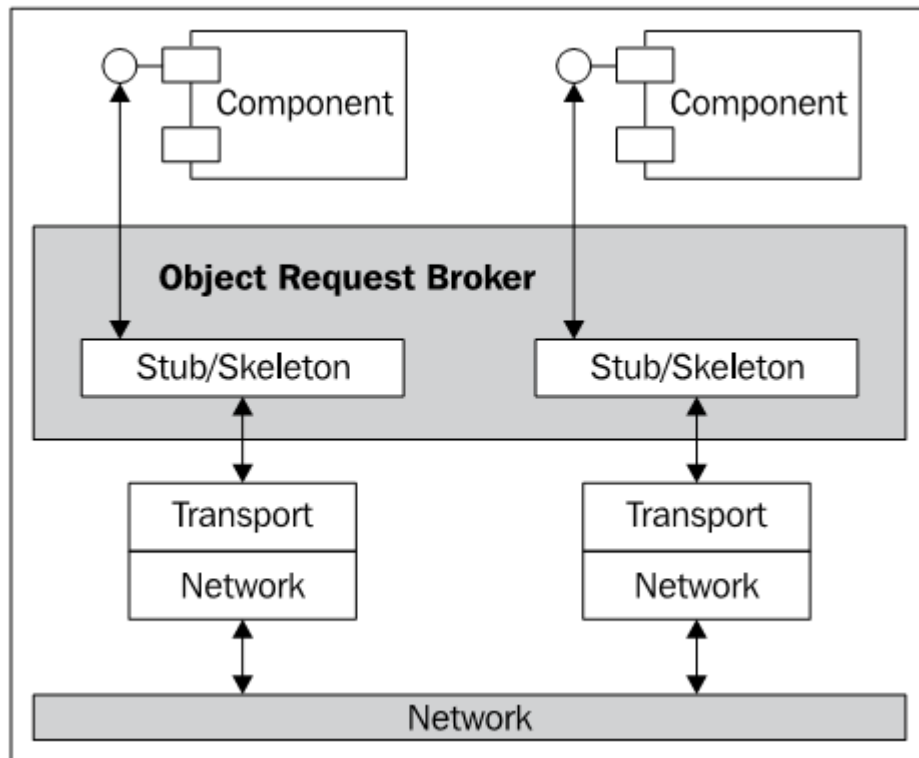 Component
Component
Object Request Broker
Stub/Skeleton
Stub/Skeleton
Transport
Transport
Network
Network
Network